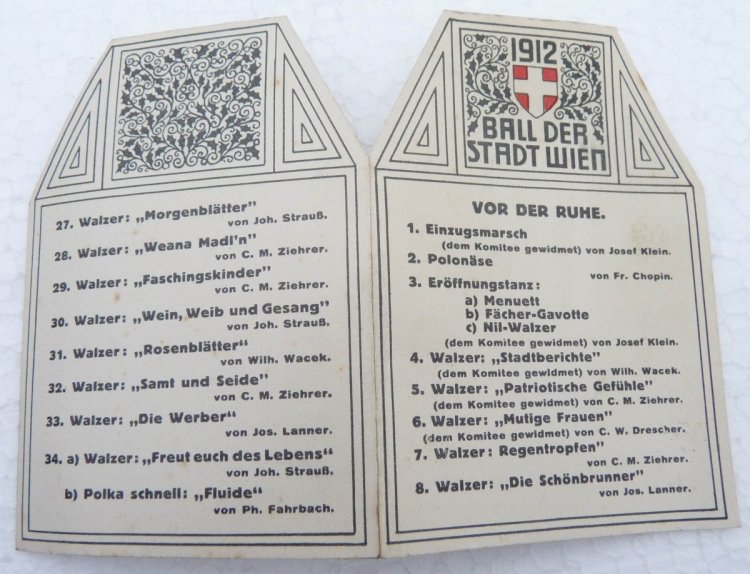 27. Walzer: „Morgenblätter"
von Joh. Strauß.
28. Walzer: „Weana Madl'n"
von C. M. Ziehrer.
29. Walzer: „Faschingskinder"
von C. M. Ziehrer.
30. Walzer: „Wein, Weib und Gesang"
von Joh. Strauß.
31. Walzer: „Rosenblätter"
von Wilh. Wacek.
32. Walzer: „Samt und Seide"
von C. M. Ziehrer.
33. Walzer: „Die Werber"
von Jos. Lanner.
34. a) Walzer: „Freut euch des Lebens"
von Joh. Strauß.
b) Polka schnell: „Fluide"
von Ph. Fahrbach.
1912
BALL DER
STADT WIEN
VOR DER RUHE.
1. Einzugsmarsch
(dem Komitee gewidmet) von Josef Klein.
2. Polonäse
von Fr. Chopin.
3. Eröffnungstanz:
a) Menuett
b) Fächer-Gavotte
c) Nil-Walzer
(dem Komitee gewidmet) von Josef Klein.
4. Walzer: „Stadtberichte"
(dem Komitee gewidmet) von Wilh. Wacek.
5. Walzer: „Patriotische Gefühle"
(dem Komitee gewidmet) von C. M. Ziehrer.
6. Walzer: „Mutige Frauen"
(dem Komitee gewidmet) von C. W. Drescher.
7. Walzer: Regentropfen"
von C. M. Ziehrer.
8. Walzer: „Die Schönbrunner"
von Jos. Lanner.